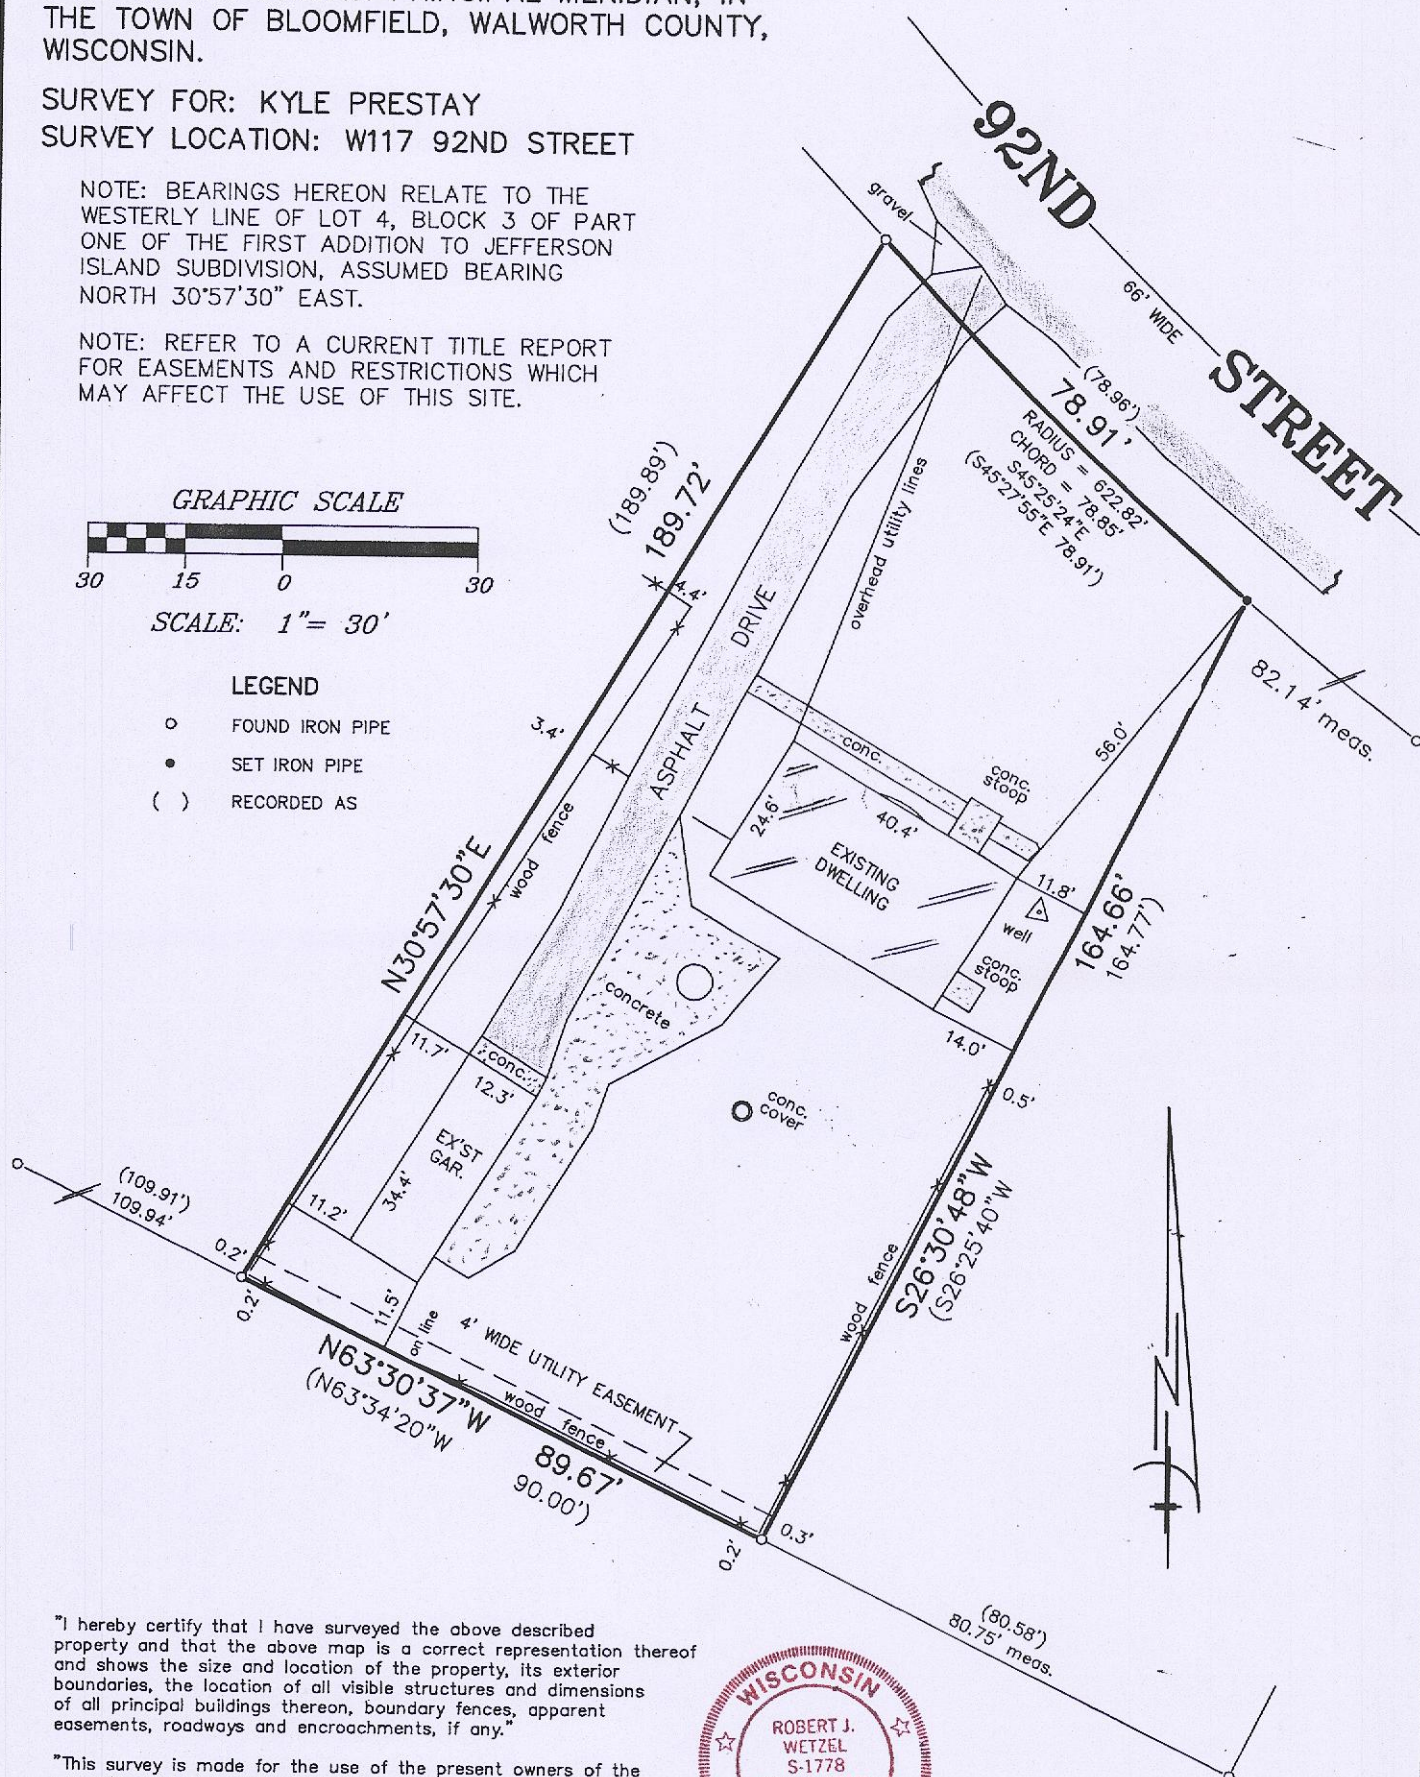 THE TOWN OF BLOOMFIELD, WALWORTH COUNTY,
WISCONSIN.
SURVEY FOR: KYLE PRESTAY
SURVEY LOCATION: W117 92ND STREET
NOTE: BEARINGS HEREON RELATE TO THE
WESTERLY LINE OF LOT 4, BLOCK 3 OF PART
ONE OF THE FIRST ADDITION TO JEFFERSON
ISLAND SUBDIVISION, ASSUMED BEARING
NORTH 30°57'30" EAST.
NOTE: REFER TO A CURRENT TITLE REPORT
FOR EASEMENTS AND RESTRICTIONS WHICH
MAY AFFECT THE USE OF THIS SITE.
GRAPHIC SCALE
30 15 0 30
SCALE: 1"= 30'
LEGEND
FOUND IRON PIPE
SET IRON PIPE
( ) RECORDED AS
92ND
STREET
66' WIDE
gravel
(78.96')
78.91'
RADIUS = 622.82'
CHORD = 78.85'
S45°25'24"E
(S45°27'55"E 78.91')
(189.89')
189.72'
4.4'
overhead utility lines
DRIVE
ASPHALT
82.14' meas.
56.0'
3.4'
conc.
conc.
stoop
24.6'
40.4'
EXISTING
DWELLING
wood fence
11.8'
well
164.66'
164.77')
N30°57'30"E
conc.
stoop
concrete
14.0'
11.7'
conc.
12.3'
0.5'
conc.
cover
EX'ST
GAR.
34.4'
11.2'
(109.91')
109.94'
0.2'
0.2'
S26°30'48"W
(S26°25'40"W
wood fence
11.5'
on line
4' WIDE UTILITY EASEMENT
N63°30'37"W
(N63°34'20"W
wood fence
89.67'
90.00')
0.3'
0.2'
N
(80.58')
80.75' meas.
"I hereby certify that I have surveyed the above described
property and that the above map is a correct representation thereof
and shows the size and location of the property, its exterior
boundaries, the location of all visible structures and dimensions
of all principal buildings thereon, boundary fences, apparent
easements, roadways and encroachments, if any."
"This survey is made for the use of the present owners of the
WISCONSIN
ROBERT J.
WETZEL
S-1778